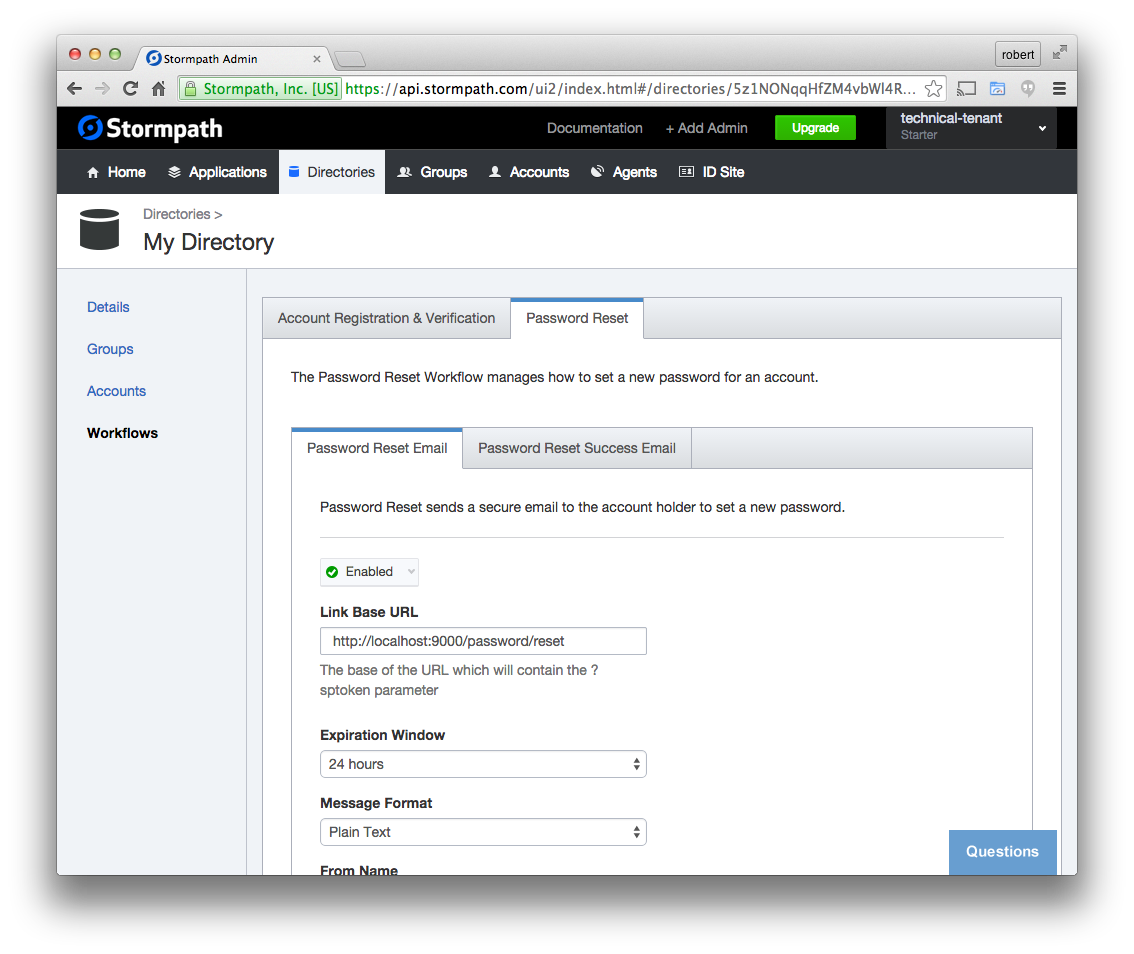 Stormpath Admin
robert
Stormpath, Inc. [US] https://api.stormpath.com/ui2/index.html#/directories/5z1NONqqHfZM4vbWl4R...
Stormpath
Documentation
+ Add Admin
Upgrade
technical-tenant
Starter
Home
Applications
Directories
Groups
Accounts
Agents
ID Site
Directories >
My Directory
Details
Groups
Accounts
Workflows
Account Registration & Verification
Password Reset
The Password Reset Workflow manages how to set a new password for an account.
Password Reset Email
Password Reset Success Email
Password Reset sends a secure email to the account holder to set a new password.
Enabled
Link Base URL
http://localhost:9000/password/reset
The base of the URL which will contain the ?
sptoken parameter
Expiration Window
24 hours
Message Format
Plain Text
From Name
Questions